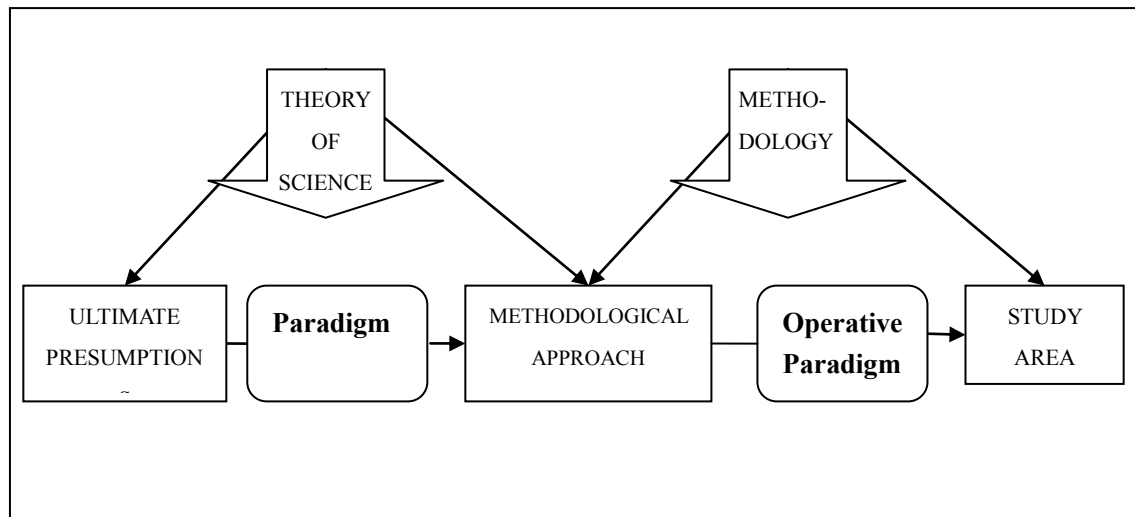 THEORY
OF
SCIENCE
METHO-
DOLOGY
ULTIMATE
PRESUMPTION
Paradigm
METHODOLOGICAL
APPROACH
Operative
Paradigm
STUDY
AREA